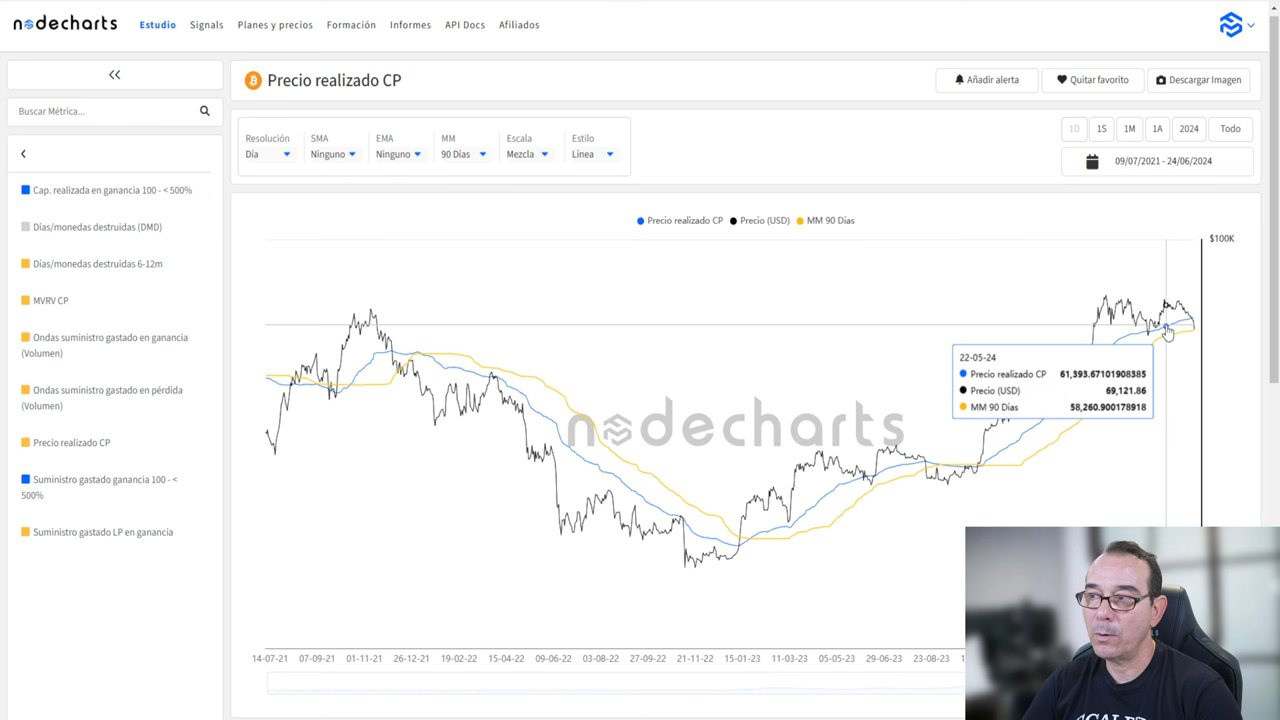 nodecharts
Estudio
Signals
Planes y precios
Formación
Informes
API Docs
Afiliados
Buscar Métrica...
Cap. realizada en ganancia 100 - < 500%
Días/monedas destruidas (DMD)
Días/monedas destruidas 6-12m
MVRV CP
Ondas suministro gastado en ganancia
(Volumen)
Ondas suministro gastado en pérdida
(Volumen)
Precio realizado CP
Suministro gastado ganancia 100 - <
500%
Suministro gastado LP en ganancia
Precio realizado CP
Añadir alerta
Quitar favorito
Descargar Imagen
Resolución
Día
SMA
Ninguno
EMA
Ninguno
MM
90 Días
Escala
Mezcla
Estilo
Línea
1D
1S
1M
1A
2024
Todo
09/07/2021 - 24/06/2024
Precio realizado CP
Precio (USD)
MM 90 Días
$100K
22-05-24
Precio realizado CP 61,393.67101908385
Precio (USD) 69,121.86
MM 90 Días 58,260.900178918
nodecharts
14-07-21
07-09-21
01-11-21
26-12-21
19-02-22
15-04-22
09-06-22
03-08-22
27-09-22
21-11-22
15-01-23
11-03-23
05-05-23
29-06-23
23-08-23